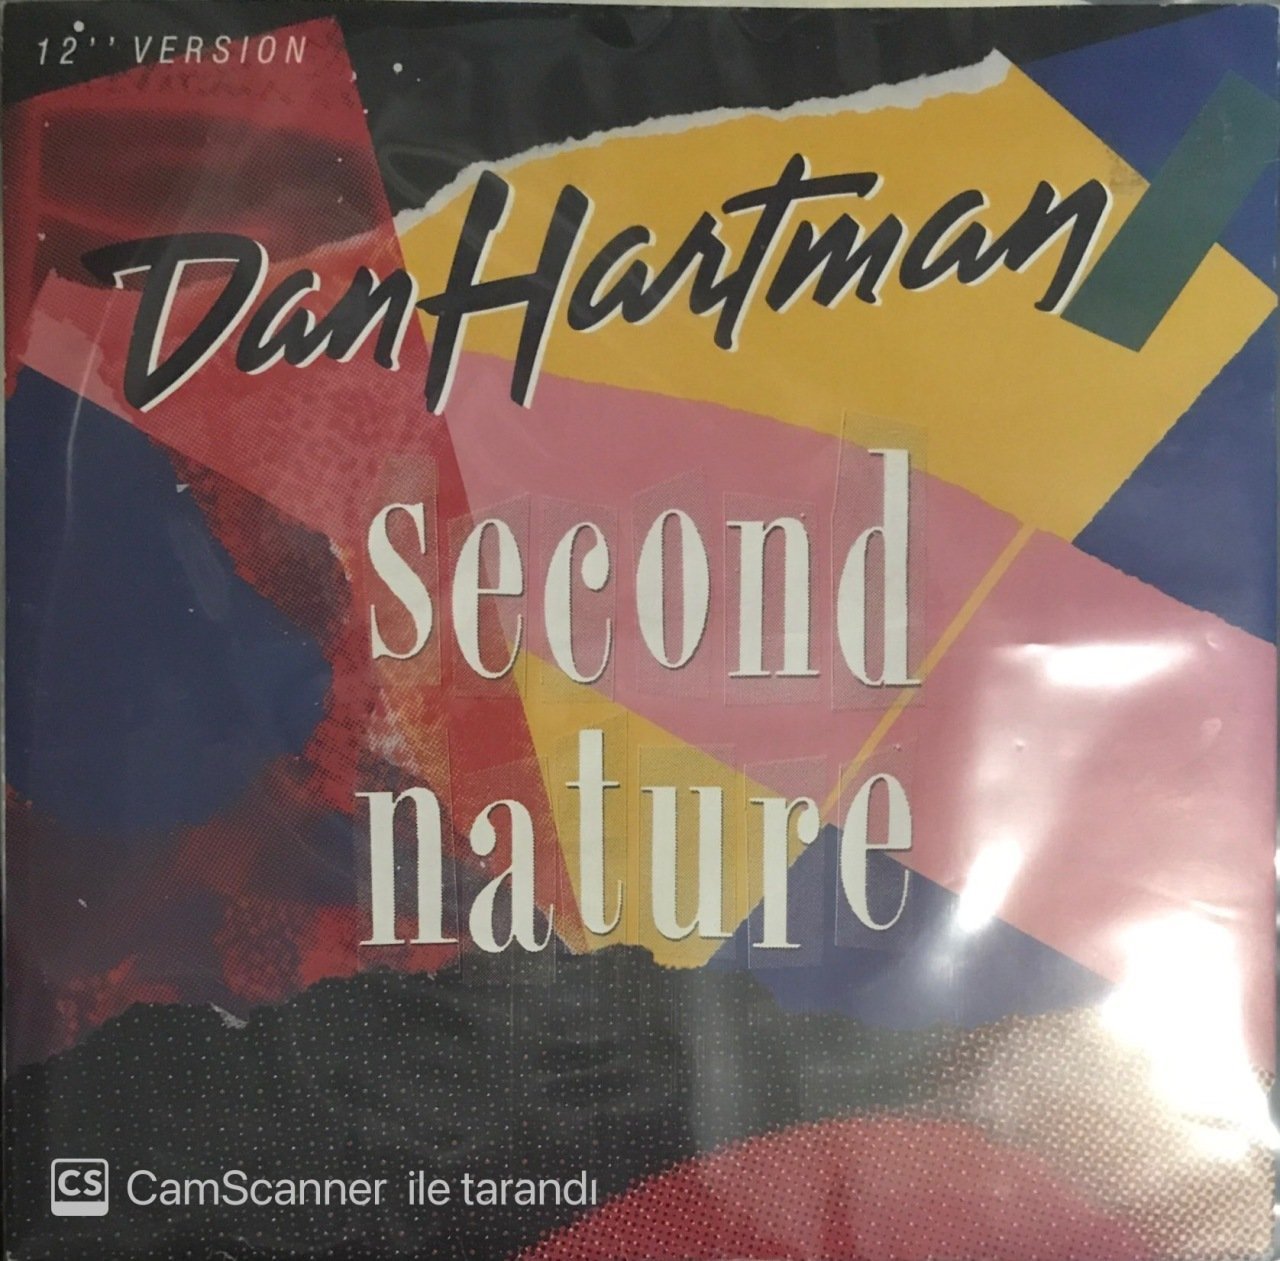 12'' VERSION
Dan Hartman
second
nature
CS CamScanner ile tarandı